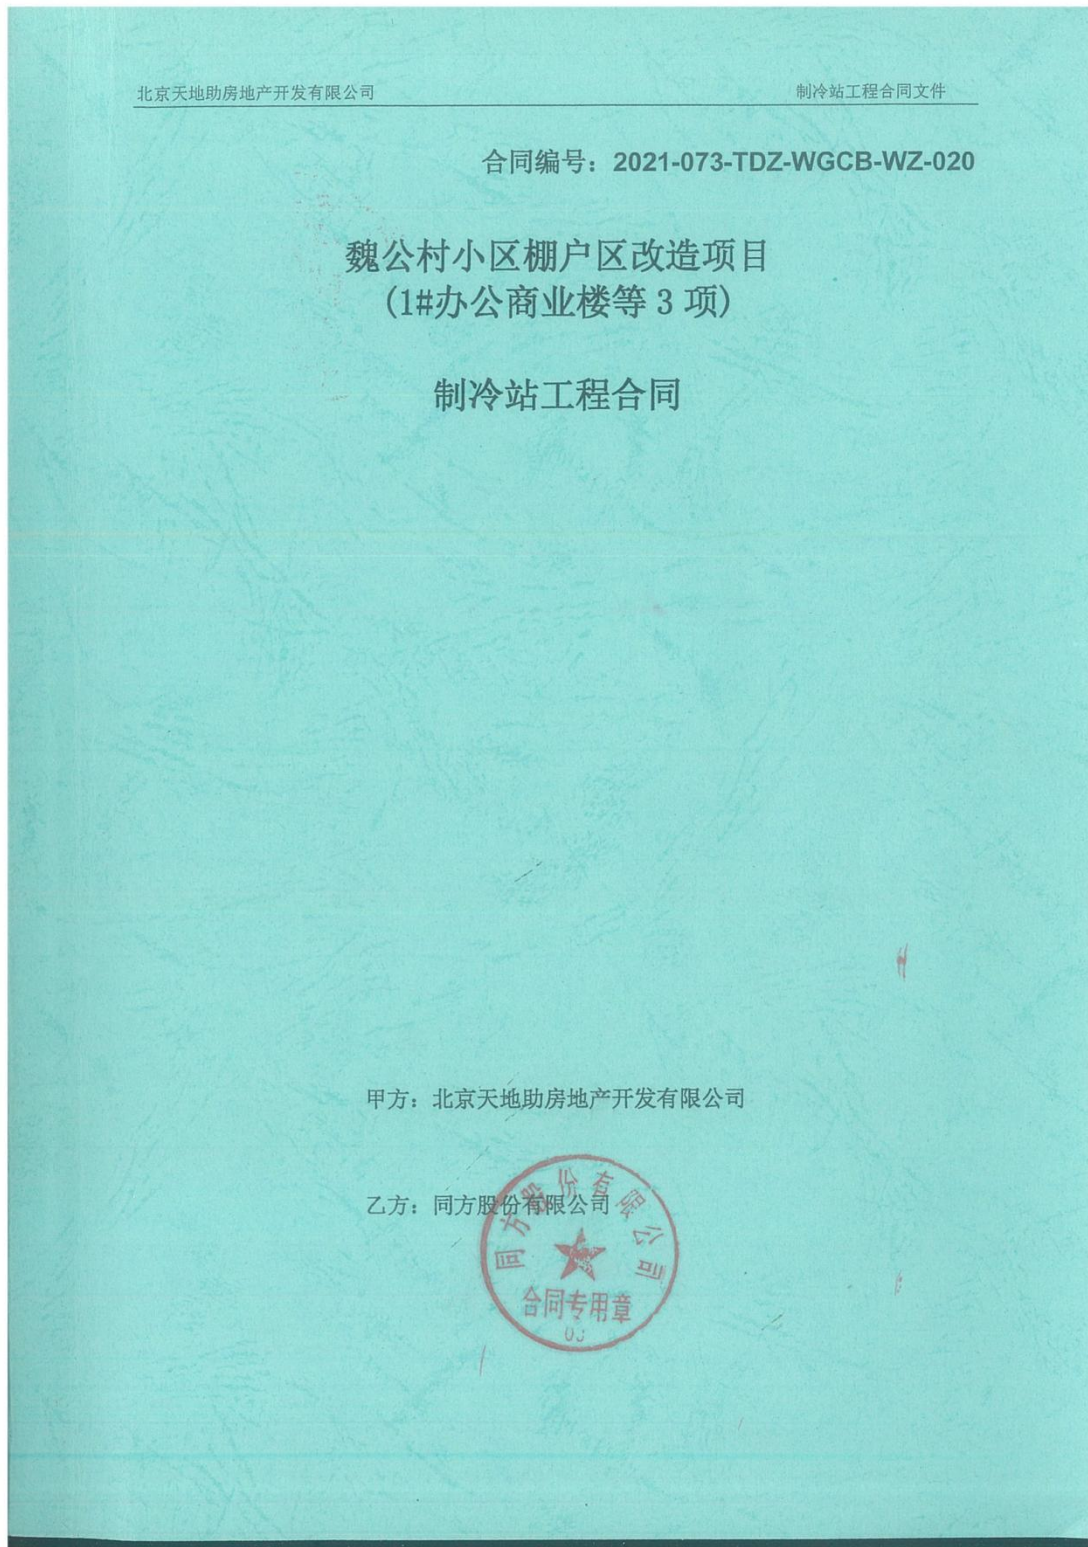 北京天地助房地产开发有限公司 制冷站工程合同文件
合同编号：2021-073-TDZ-WGCB-WZ-020
魏公村小区棚户区改造项目
(1#办公商业楼等 3 项)
制冷站工程合同
甲方：北京天地助房地产开发有限公司
乙方：同方股份有限公司
同方股份有限公司
合同专用章